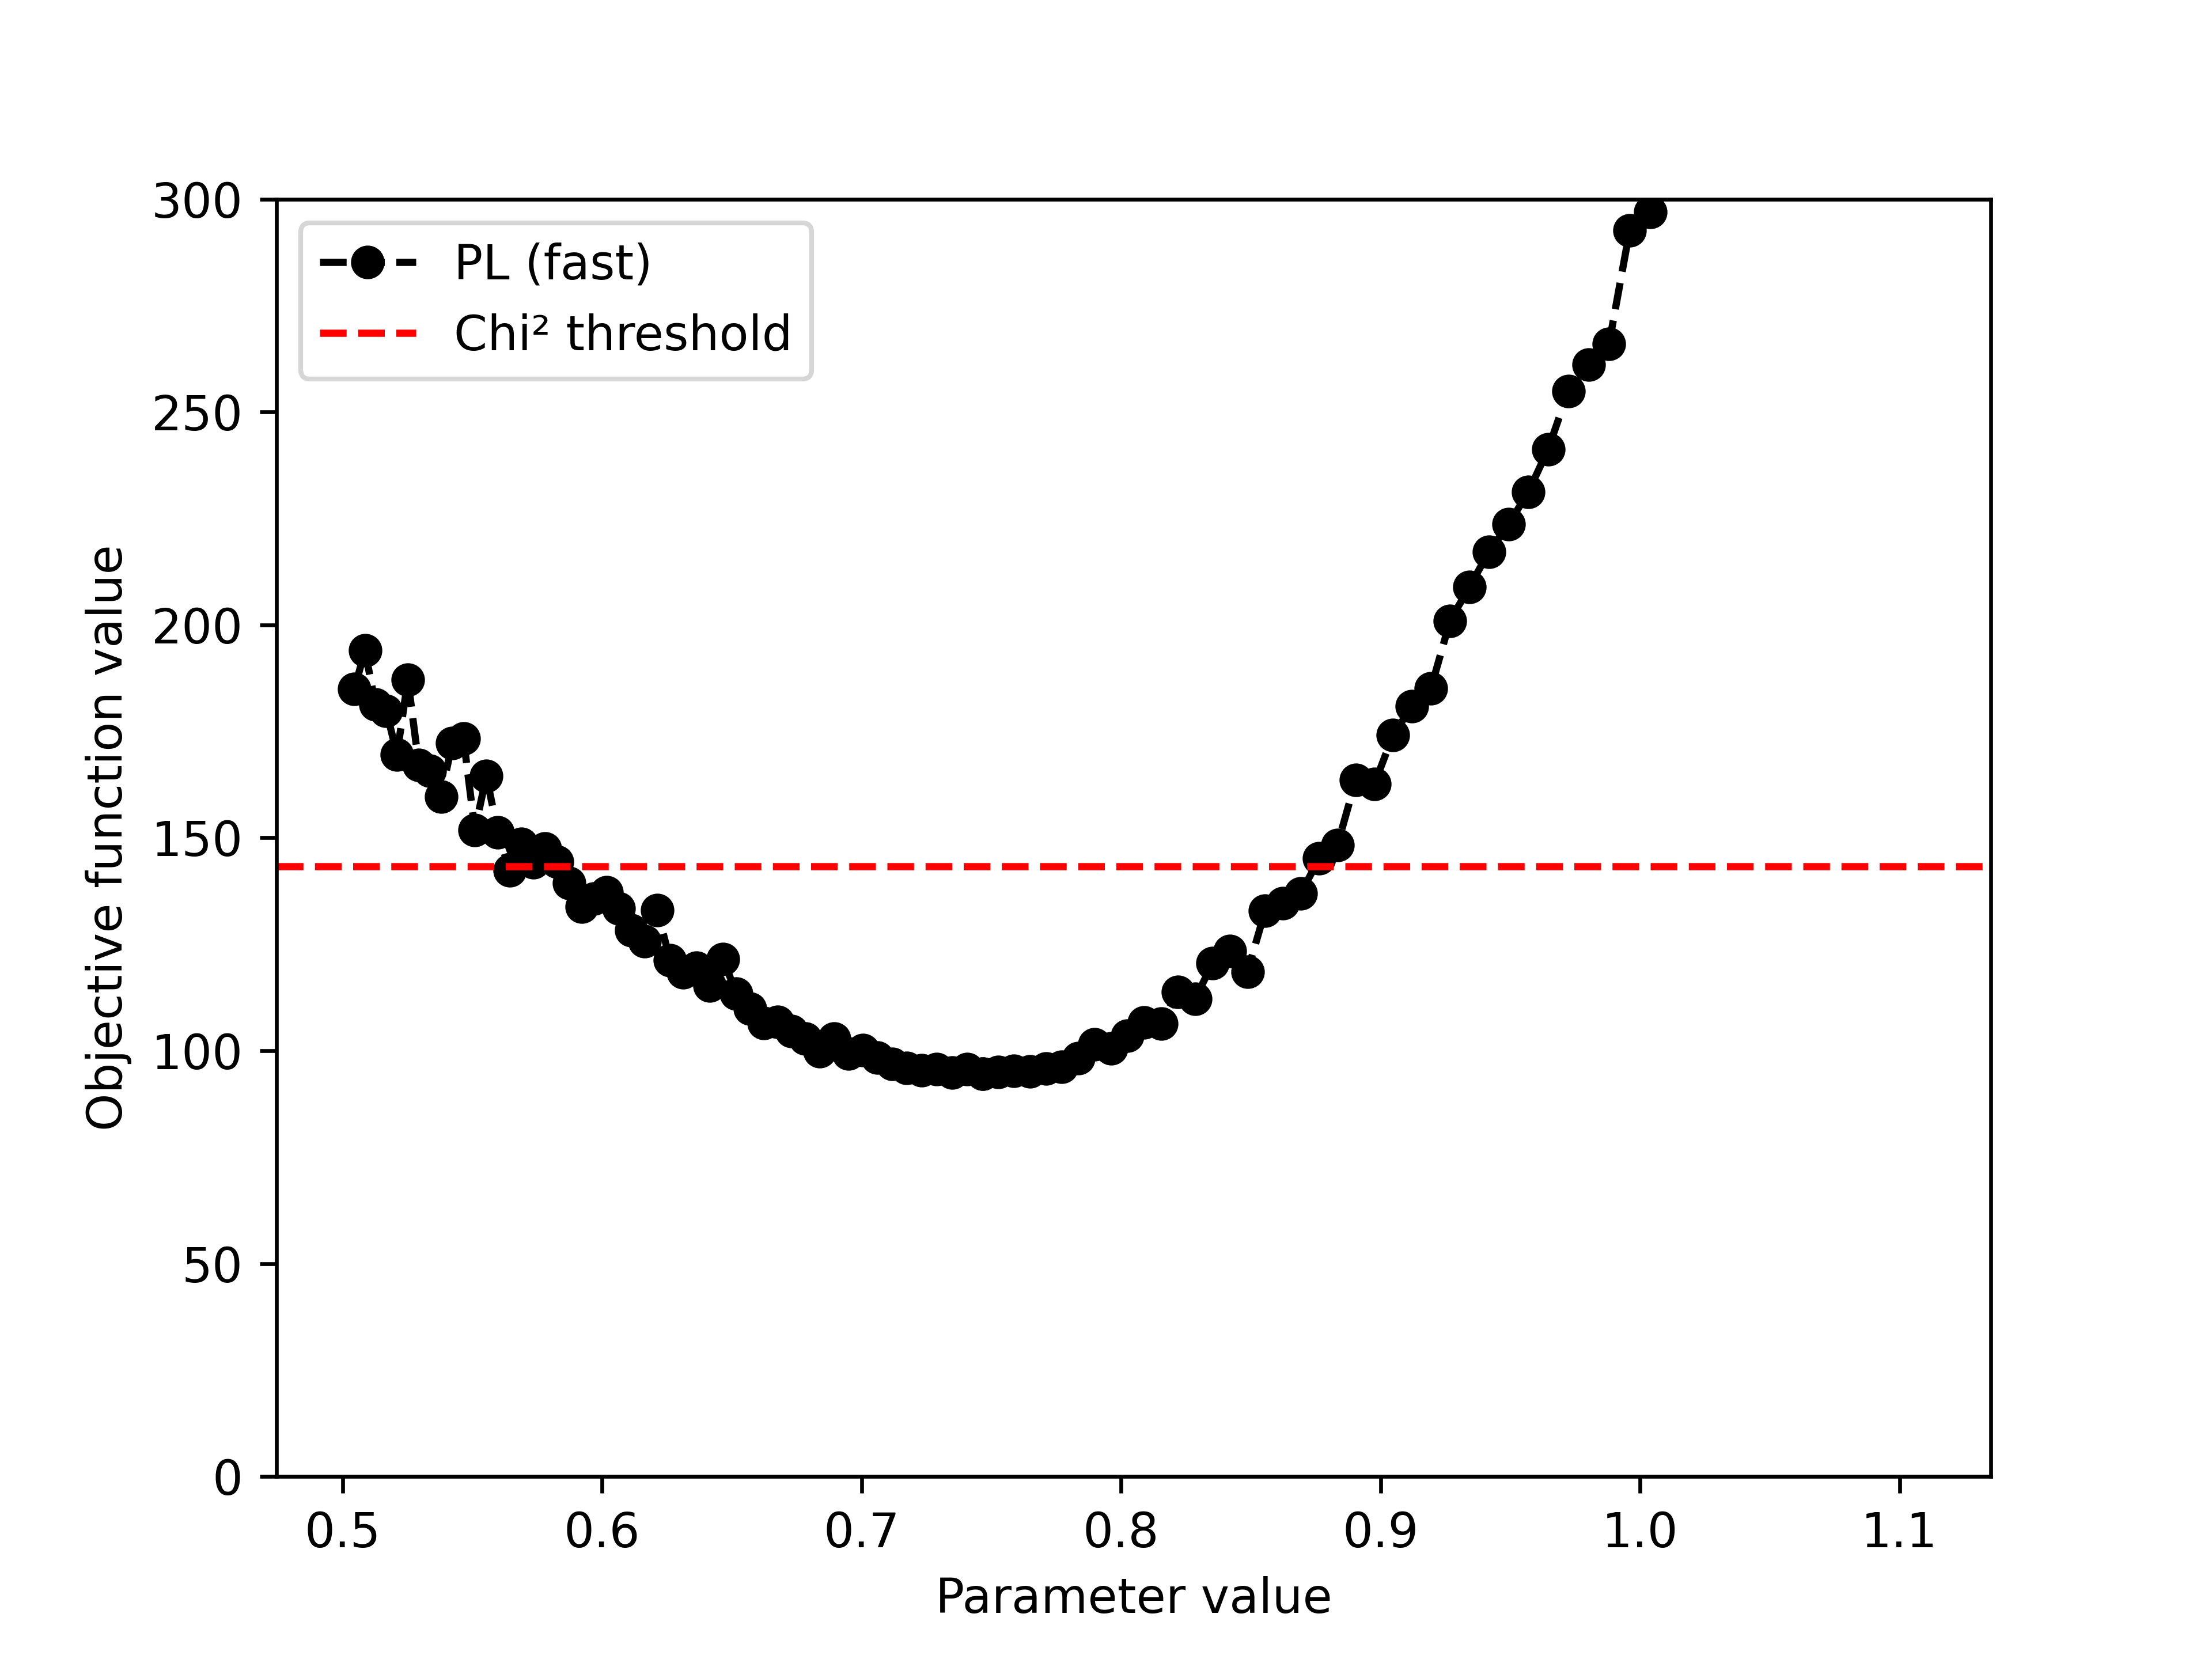 300
250
200
150
100
50
0
PL (fast)
Chi² threshold
Objective function value
0.5 0.6 0.7 0.8 0.9 1.0 1.1
Parameter value